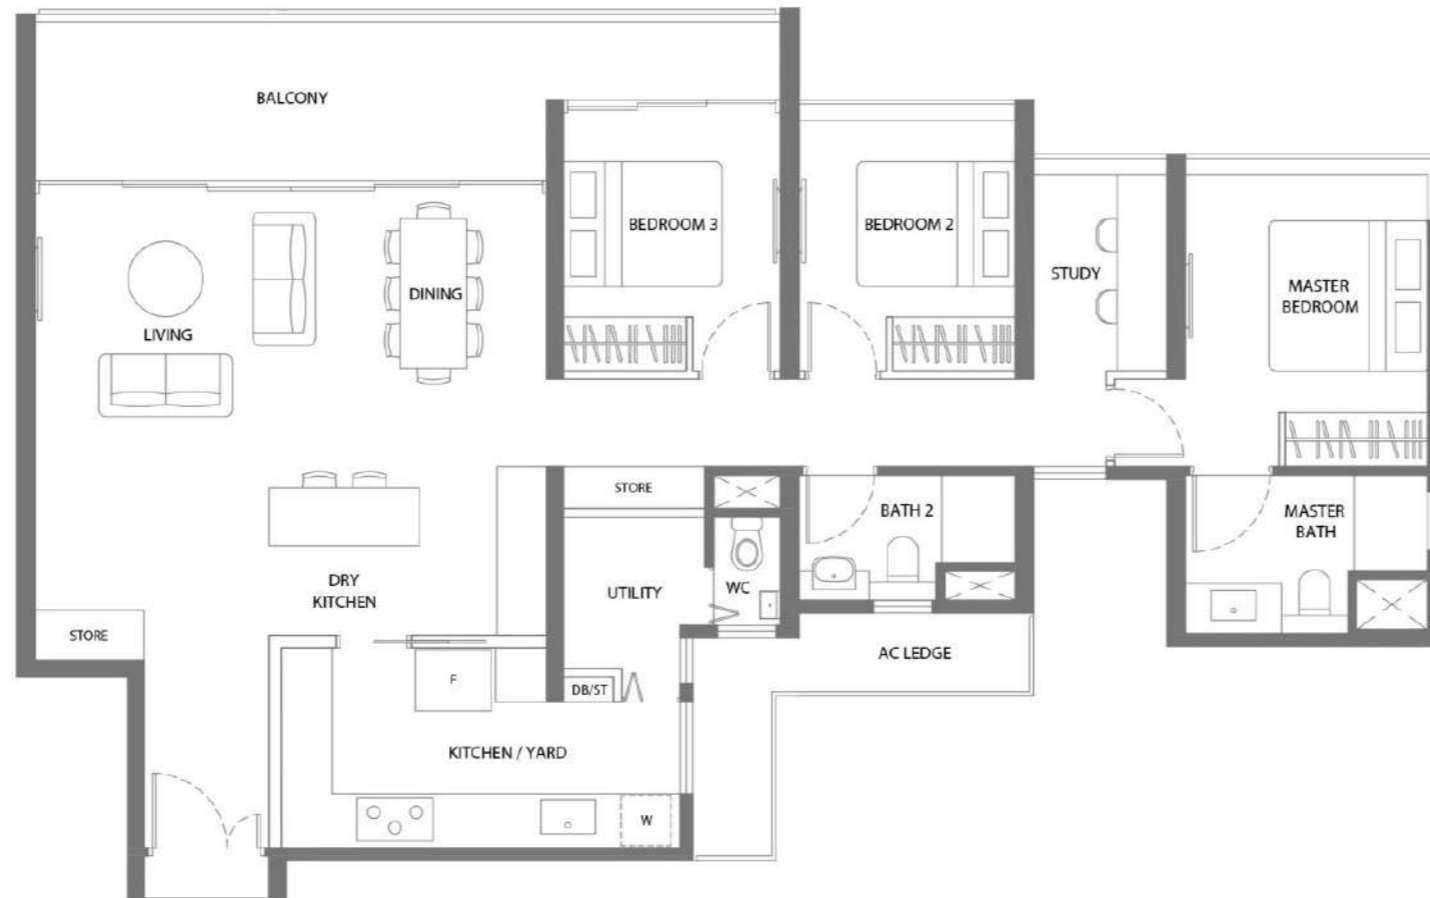 BALCONY
BEDROOM 3
BEDROOM 2
STUDY
MASTER
BEDROOM
DINING
LIVING
STORE
BATH 2
MASTER
BATH
DRY
KITCHEN
UTILITY
WC
STORE
AC LEDGE
F
DB/ST
KITCHEN / YARD
W